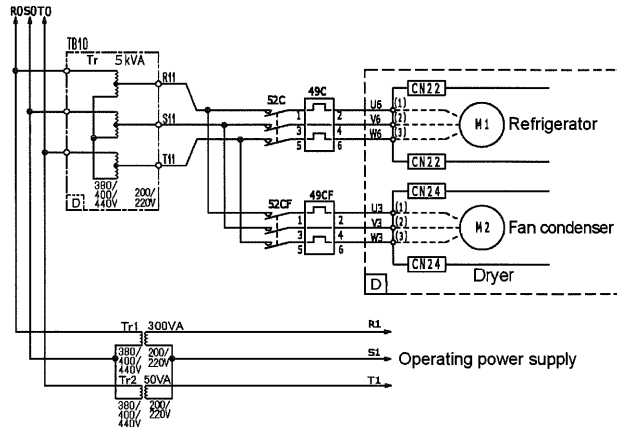 R0 S0 T0
TB10
Tr 5kVA
R11
S11
T11
380/
400/
440V
200/
220V
D
52C
49C
1 2
3 4
5 6
U6 (1)
V6 (2)
W6 (3)
CN22
M1
Refrigerator
CN22
52CF
49CF
1 2
3 4
5 6
U3 (1)
V3 (2)
W3 (3)
CN24
M2
Fan condenser
CN24
Dryer
D
Tr1 300VA
R1
380/
400/
440V
200/
220V
S1
Operating power supply
Tr2 50VA
T1
380/
400/
440V
200/
220V